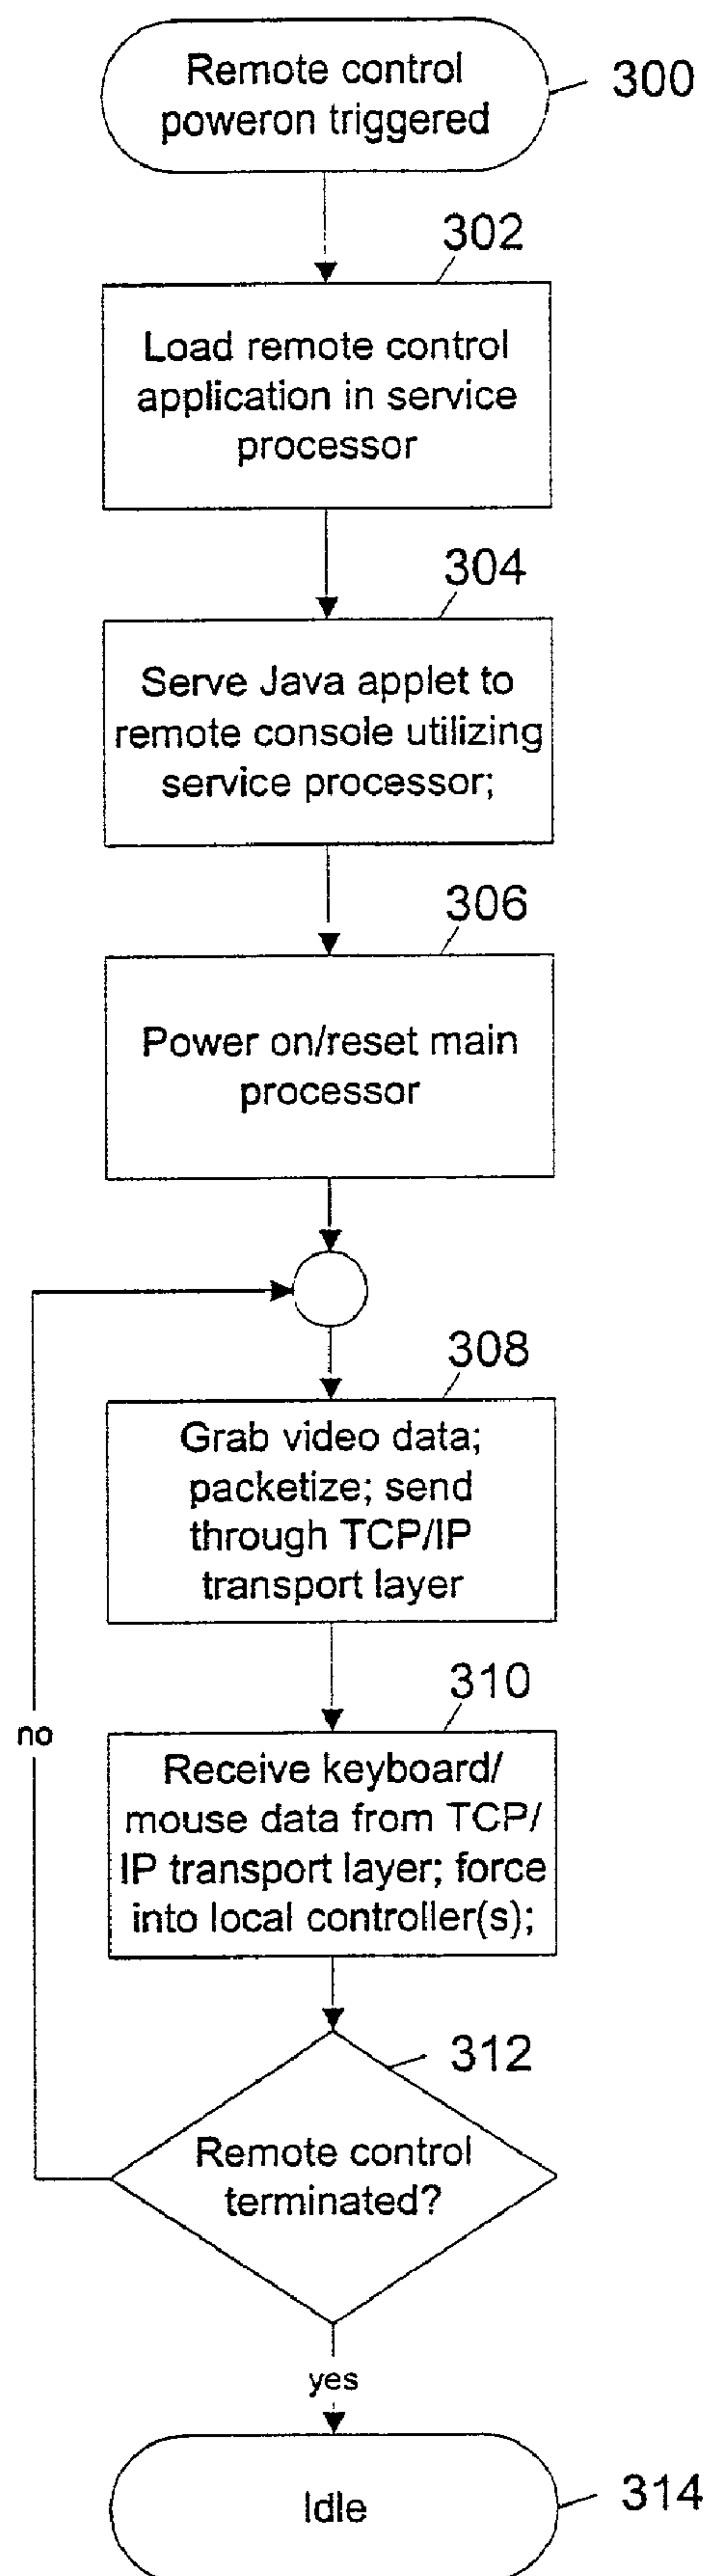 Remote control
poweron triggered
300
302
Load remote control
application in service
processor
304
Serve Java applet to
remote console utilizing
service processor;
306
Power on/reset main
processor
308
Grab video data;
packetize; send
through TCP/IP
transport layer
310
no
Receive keyboard/
mouse data from TCP/
IP transport layer; force
into local controller(s);
312
Remote control
terminated?
yes
Idle
314